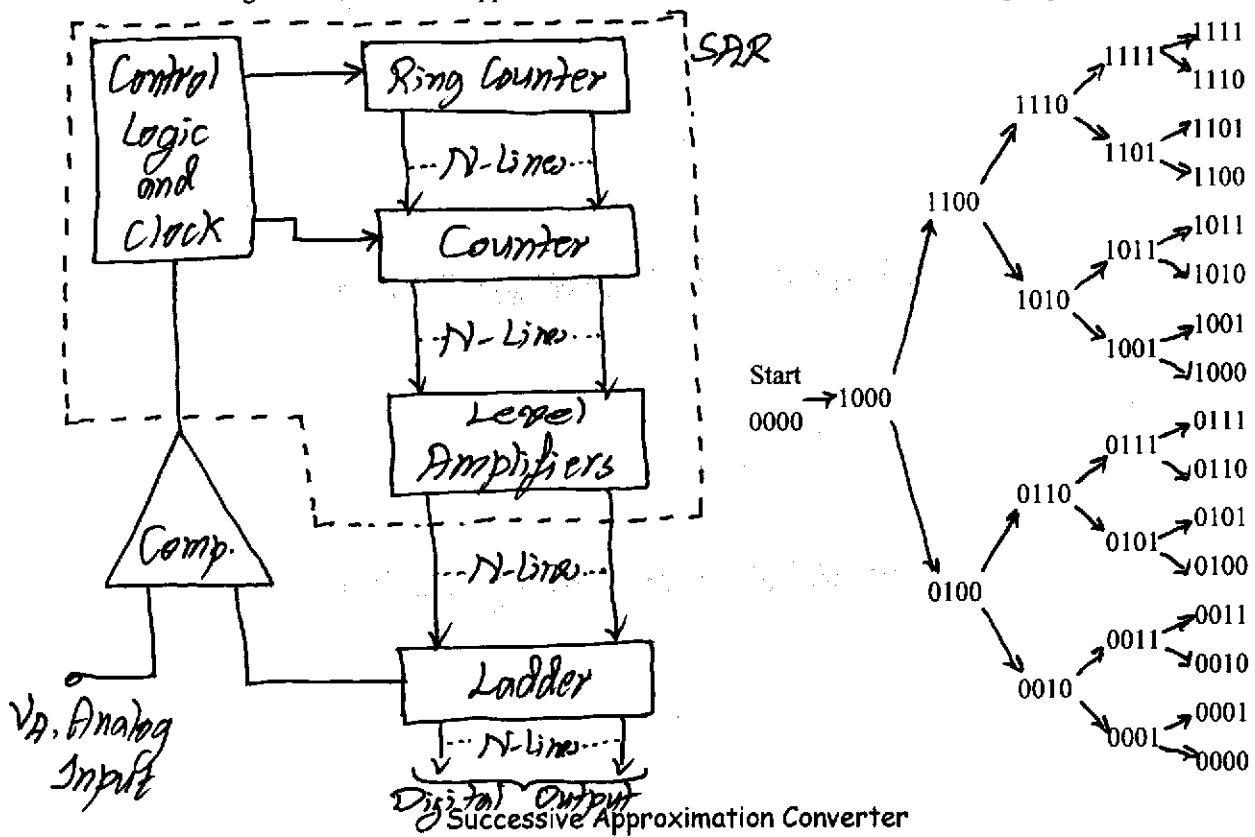 SAR
Control
Logic
and
Clock
Ring Counter
N-Lines
Counter
N-Lines
Level
Amplifiers
N-Lines
Comp.
Ladder
N-Lines
Digital Output
VA, Analog
Input
Start
0000
1000
1100
0100
1110
1010
0110
0010
1111
1101
1011
1001
0111
0101
0011
0001
1111
1110
1101
1100
1011
1010
1001
1000
0111
0110
0101
0100
0011
0010
0001
0000
Successive Approximation Converter